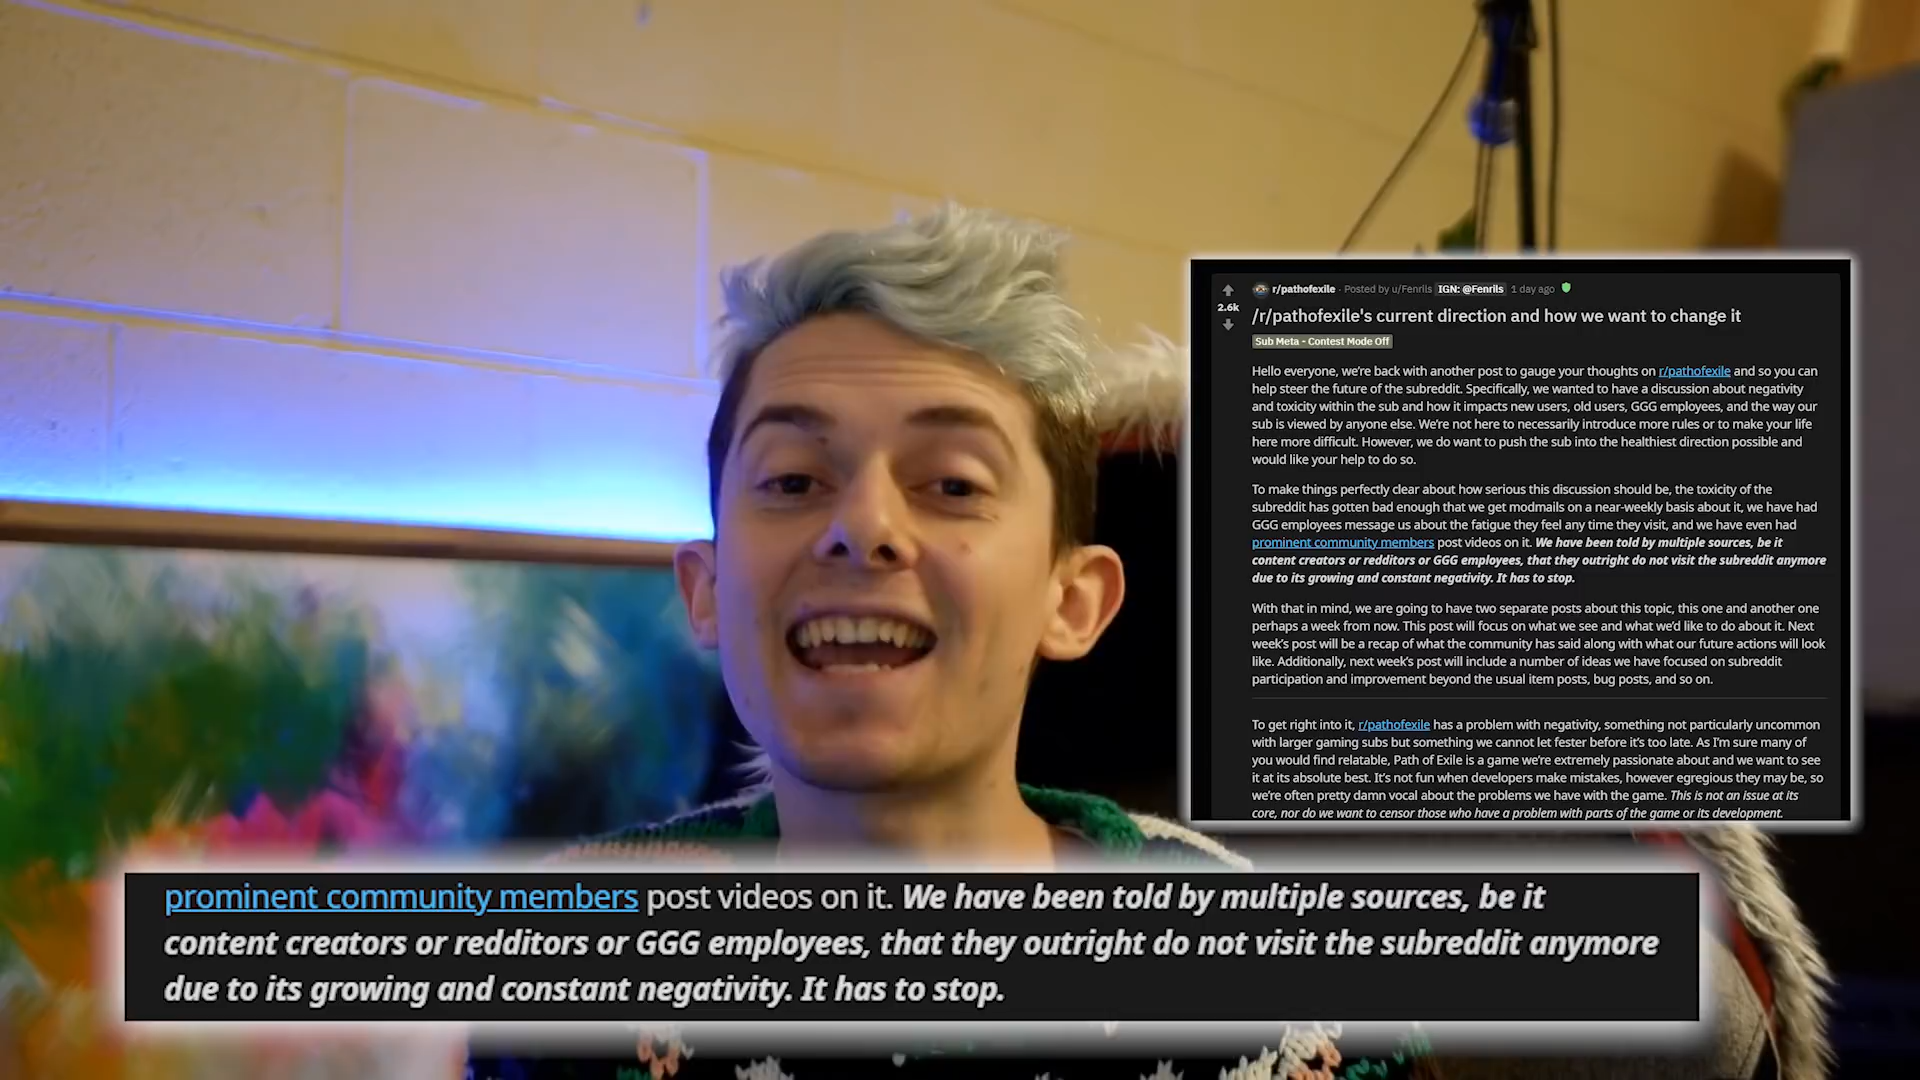 2.6k
r/pathofexile · Posted by u/Fenrils IGN: @Fenrils 1 day ago
/r/pathofexile's current direction and how we want to change it
Sub Meta - Contest Mode Off
Hello everyone, we're back with another post to gauge your thoughts on r/pathofexile and so you can
help steer the future of the subreddit. Specifically, we wanted to have a discussion about negativity
and toxicity within the sub and how it impacts new users, old users, GGG employees, and the way our
sub is viewed by anyone else. We're not here to necessarily introduce more rules or to make your life
here more difficult. However, we do want to push the sub into the healthiest direction possible and
would like your help to do so.
To make things perfectly clear about how serious this discussion should be, the toxicity of the
subreddit has gotten bad enough that we get modmails on a near-weekly basis about it, we have had
GGG employees message us about the fatigue they feel any time they visit, and we have even had
prominent community members post videos on it. We have been told by multiple sources, be it
content creators or redditors or GGG employees, that they outright do not visit the subreddit anymore
due to its growing and constant negativity. It has to stop.
With that in mind, we are going to have two separate posts about this topic, this one and another one
perhaps a week from now. This post will focus on what we see and what we'd like to do about it. Next
week's post will be a recap of what the community has said along with what our future actions will look
like. Additionally, next week's post will include a number of ideas we have focused on subreddit
participation and improvement beyond the usual item posts, bug posts, and so on.
To get right into it, r/pathofexile has a problem with negativity, something not particularly uncommon
with larger gaming subs but something we cannot let fester before it's too late. As I'm sure many of
you would find relatable, Path of Exile is a game we're extremely passionate about and we want to see
it at its absolute best. It's not fun when developers make mistakes, however egregious they may be, so
we're often pretty damn vocal about the problems we have with the game. This is not an issue at its
core, nor do we want to censor those who have a problem with parts of the game or its development.
prominent community members post videos on it. We have been told by multiple sources, be it
content creators or redditors or GGG employees, that they outright do not visit the subreddit anymore
due to its growing and constant negativity. It has to stop.